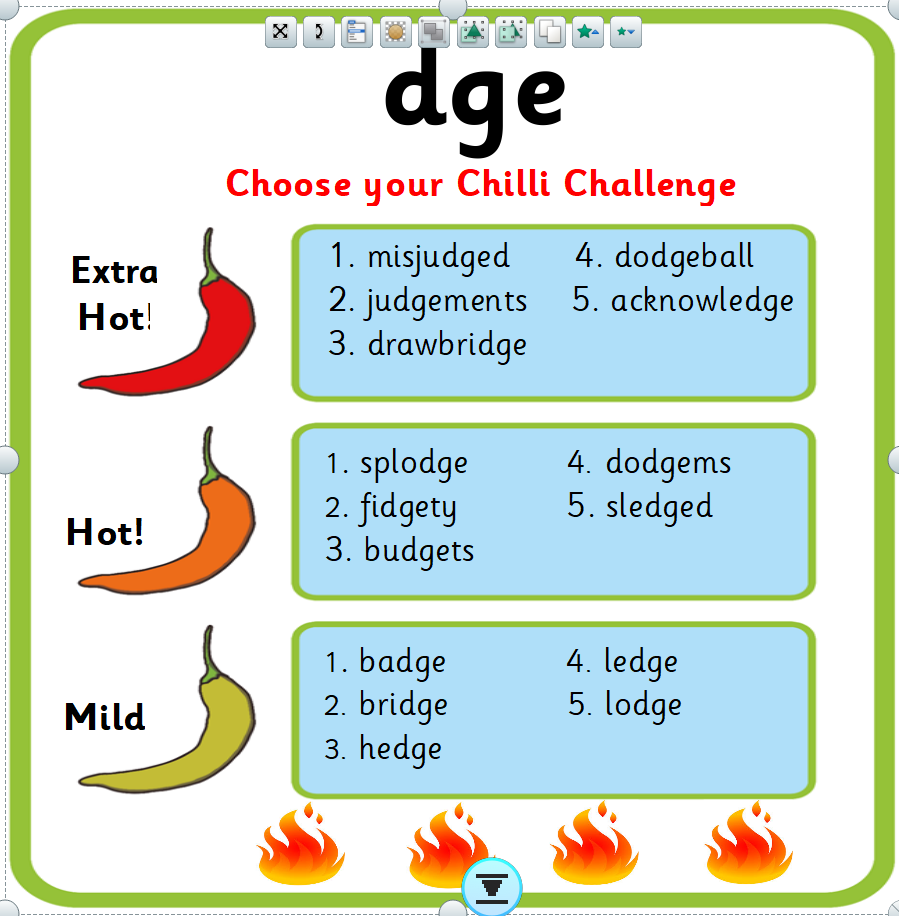 dge
Choose your Chilli Challenge
Extra
Hot!
1. misjudged
2. judgements
3. drawbridge
4. dodgeball
5. acknowledge
Hot!
1. splodge
2. fidgety
3. budgets
4. dodgems
5. sledged
Mild
1. badge
2. bridge
3. hedge
4. ledge
5. lodge